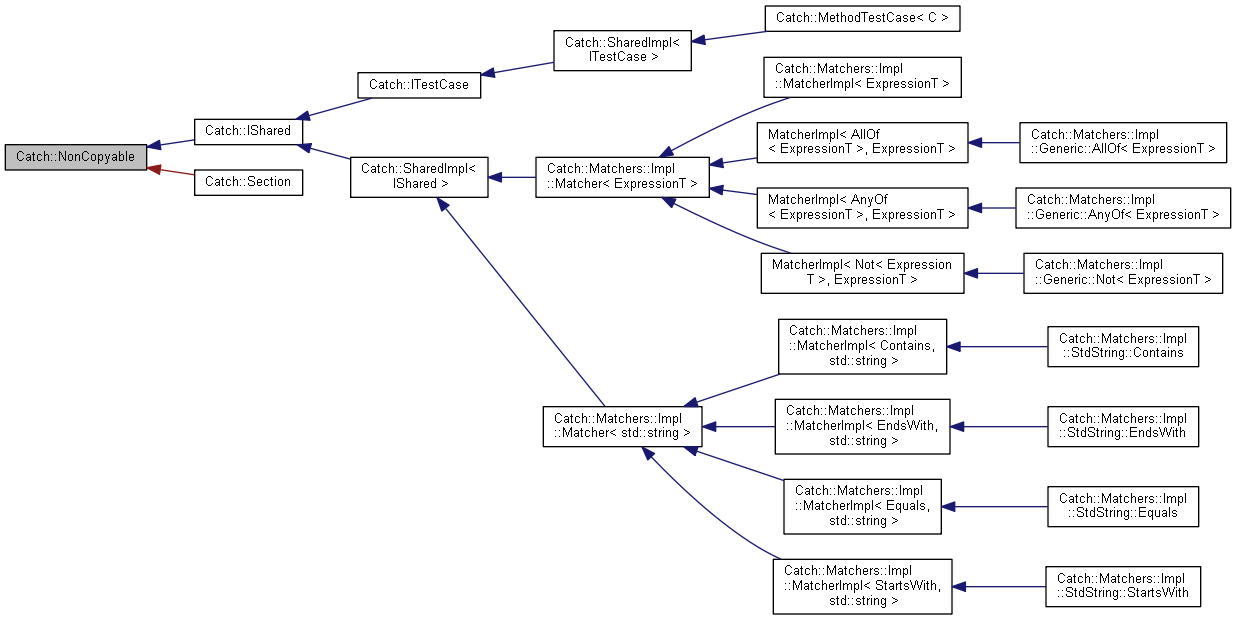 Catch::NonCopyable
Catch::IShared
Catch::Section
Catch::ITestCase
Catch::SharedImpl<
IShared >
Catch::SharedImpl<
ITestCase >
Catch::MethodTestCase< C >
Catch::Matchers::Impl
::Matcher< ExpressionT >
Catch::Matchers::Impl
::MatcherImpl< ExpressionT >
MatcherImpl< AllOf
< ExpressionT >, ExpressionT >
Catch::Matchers::Impl
::Generic::AllOf< ExpressionT >
MatcherImpl< AnyOf
< ExpressionT >, ExpressionT >
Catch::Matchers::Impl
::Generic::AnyOf< ExpressionT >
MatcherImpl< Not< Expression
T >, ExpressionT >
Catch::Matchers::Impl
::Generic::Not< ExpressionT >
Catch::Matchers::Impl
::Matcher< std::string >
Catch::Matchers::Impl
::MatcherImpl< Contains,
std::string >
Catch::Matchers::Impl
::StdString::Contains
Catch::Matchers::Impl
::MatcherImpl< EndsWith,
std::string >
Catch::Matchers::Impl
::StdString::EndsWith
Catch::Matchers::Impl
::MatcherImpl< Equals,
std::string >
Catch::Matchers::Impl
::StdString::Equals
Catch::Matchers::Impl
::MatcherImpl< StartsWith,
std::string >
Catch::Matchers::Impl
::StdString::StartsWith